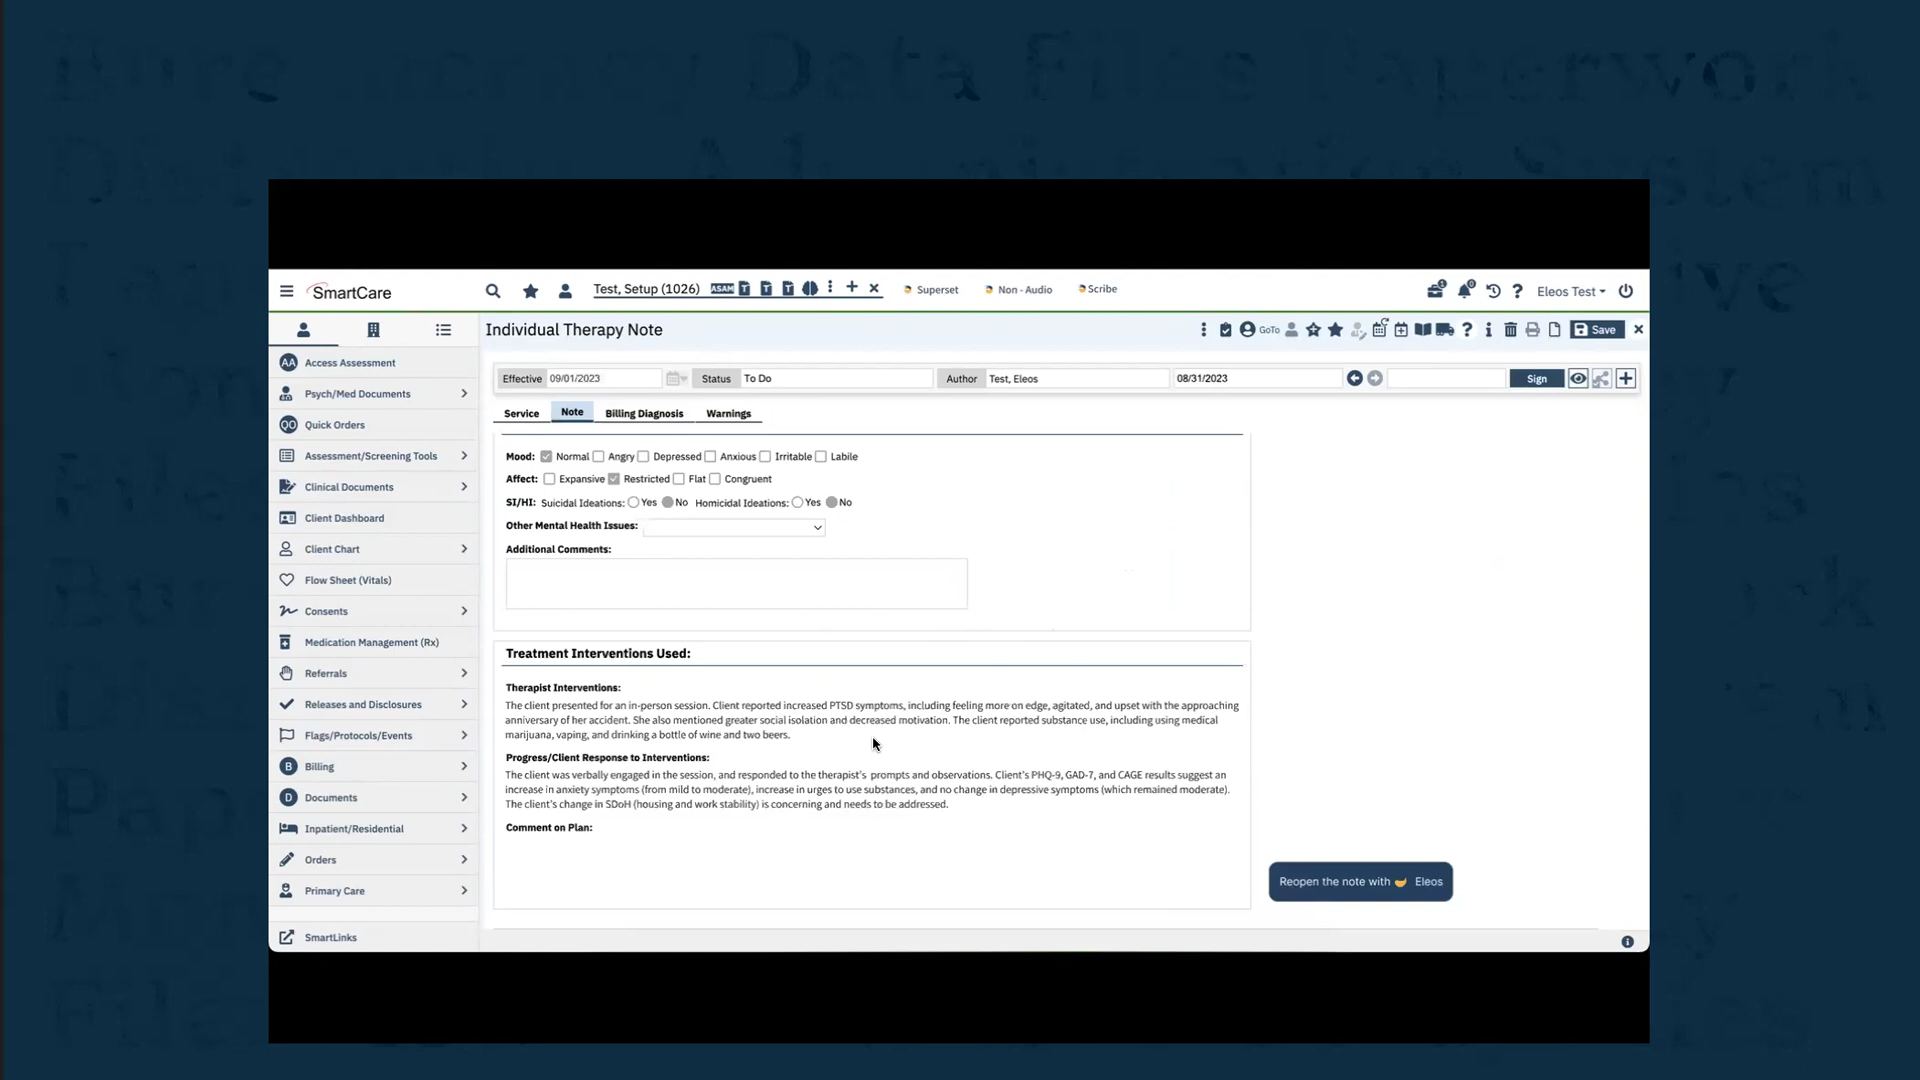 Data Files Paperwork
System
SmartCare
Test, Setup (1026) ASAM
Superset
Non - Audio
Scribe
Eleos Test
Individual Therapy Note
GoTo
Save
Effective 09/01/2023
Status To Do
Author Test, Eleos
08/31/2023
Sign
Service
Note
Billing Diagnosis
Warnings
AA Access Assessment
Psych/Med Documents
QO Quick Orders
Assessment/Screening Tools
Clinical Documents
Client Dashboard
Client Chart
Flow Sheet (Vitals)
Consents
Medication Management (Rx)
Referrals
Releases and Disclosures
Flags/Protocols/Events
B Billing
D Documents
Inpatient/Residential
Orders
Primary Care
SmartLinks
Mood: Normal Angry Depressed Anxious Irritable Labile
Affect: Expansive Restricted Flat Congruent
SI/HI: Suicidal Ideations: Yes No Homicidal Ideations: Yes No
Other Mental Health Issues:
Additional Comments:
Treatment Interventions Used:
Therapist Interventions:
The client presented for an in-person session. Client reported increased PTSD symptoms, including feeling more on edge, agitated, and upset with the approaching
anniversary of her accident. She also mentioned greater social isolation and decreased motivation. The client reported substance use, including using medical
marijuana, vaping, and drinking a bottle of wine and two beers.
Progress/Client Response to Interventions:
The client was verbally engaged in the session, and responded to the therapist's prompts and observations. Client's PHQ-9, GAD-7, and CAGE results suggest an
increase in anxiety symptoms (from mild to moderate), increase in urges to use substances, and no change in depressive symptoms (which remained moderate).
The client's change in SDoH (housing and work stability) is concerning and needs to be addressed.
Comment on Plan:
Reopen the note with Eleos